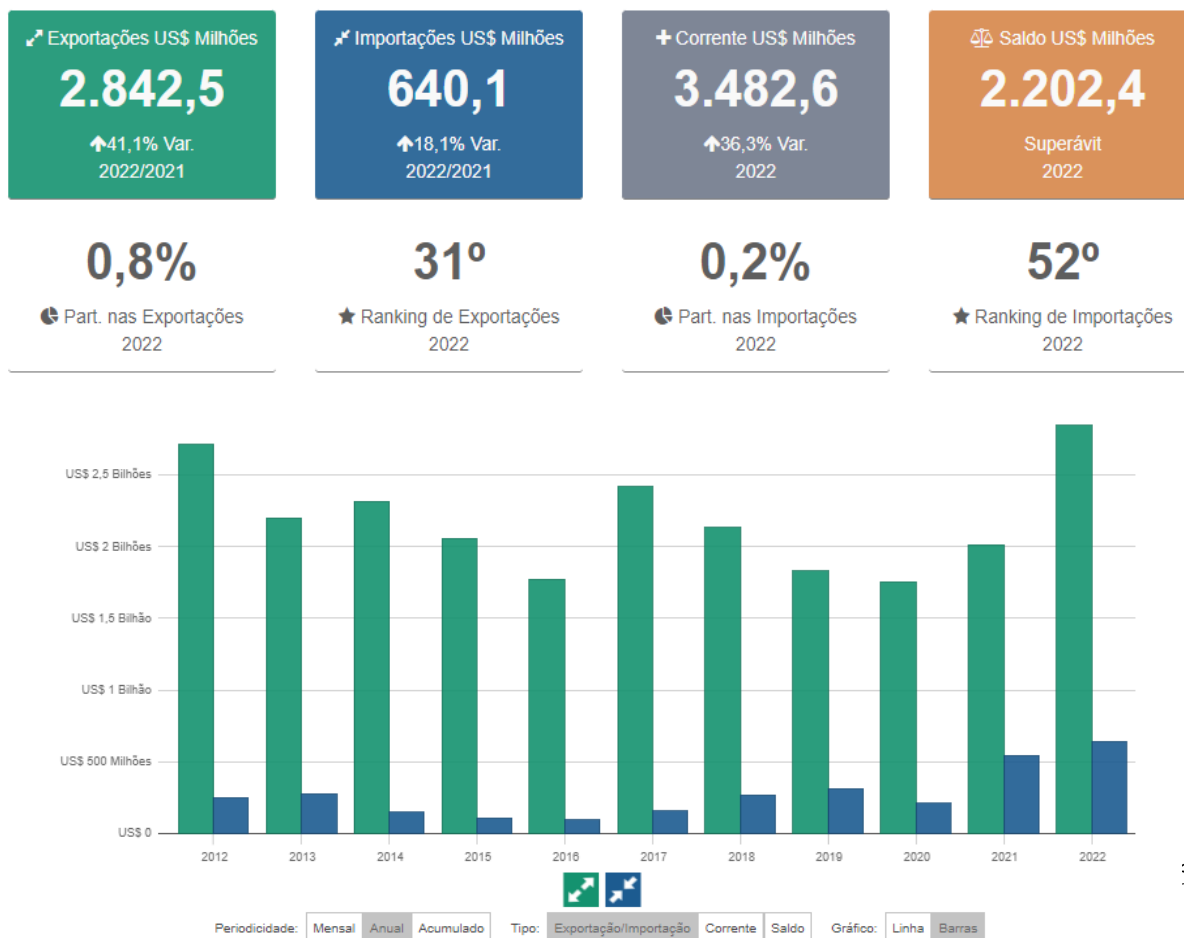 Exportações US$ Milhões
2.842,5
41,1% Var.
2022/2021
Importações US$ Milhões
640,1
18,1% Var.
2022/2021
Corrente US$ Milhões
3.482,6
36,3% Var.
2022
Saldo US$ Milhões
2.202,4
Superávit
2022
0,8%
Part. nas Exportações
2022
31º
Ranking de Exportações
2022
0,2%
Part. nas Importações
2022
52º
Ranking de Importações
2022
US$ 2,5 Bilhões
US$ 2 Bilhões
US$ 1,5 Bilhão
US$ 1 Bilhão
US$ 500 Milhões
US$ 0
2012 2013 2014 2015 2016 2017 2018 2019 2020 2021 2022
Periodicidade: Mensal Anual Acumulado Tipo: Exportação/Importação Corrente Saldo Gráfico: Linha Barras